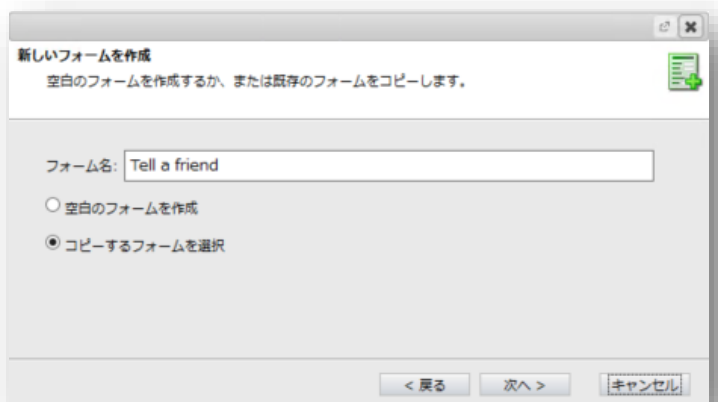 新しいフォームを作成
空白のフォームを作成するか、または既存のフォームをコピーします。
フォーム名: Tell a friend
空白のフォームを作成
コピーするフォームを選択
< 戻る 次へ > キャンセル